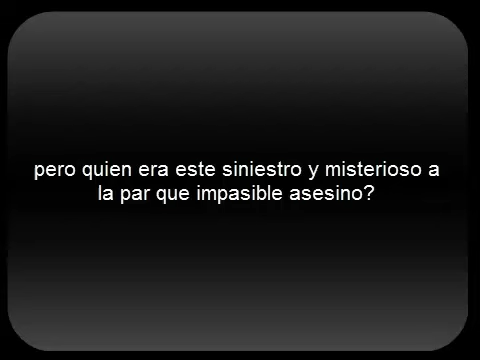 pero quien era este siniestro y misterioso a
la par que impasible asesino?